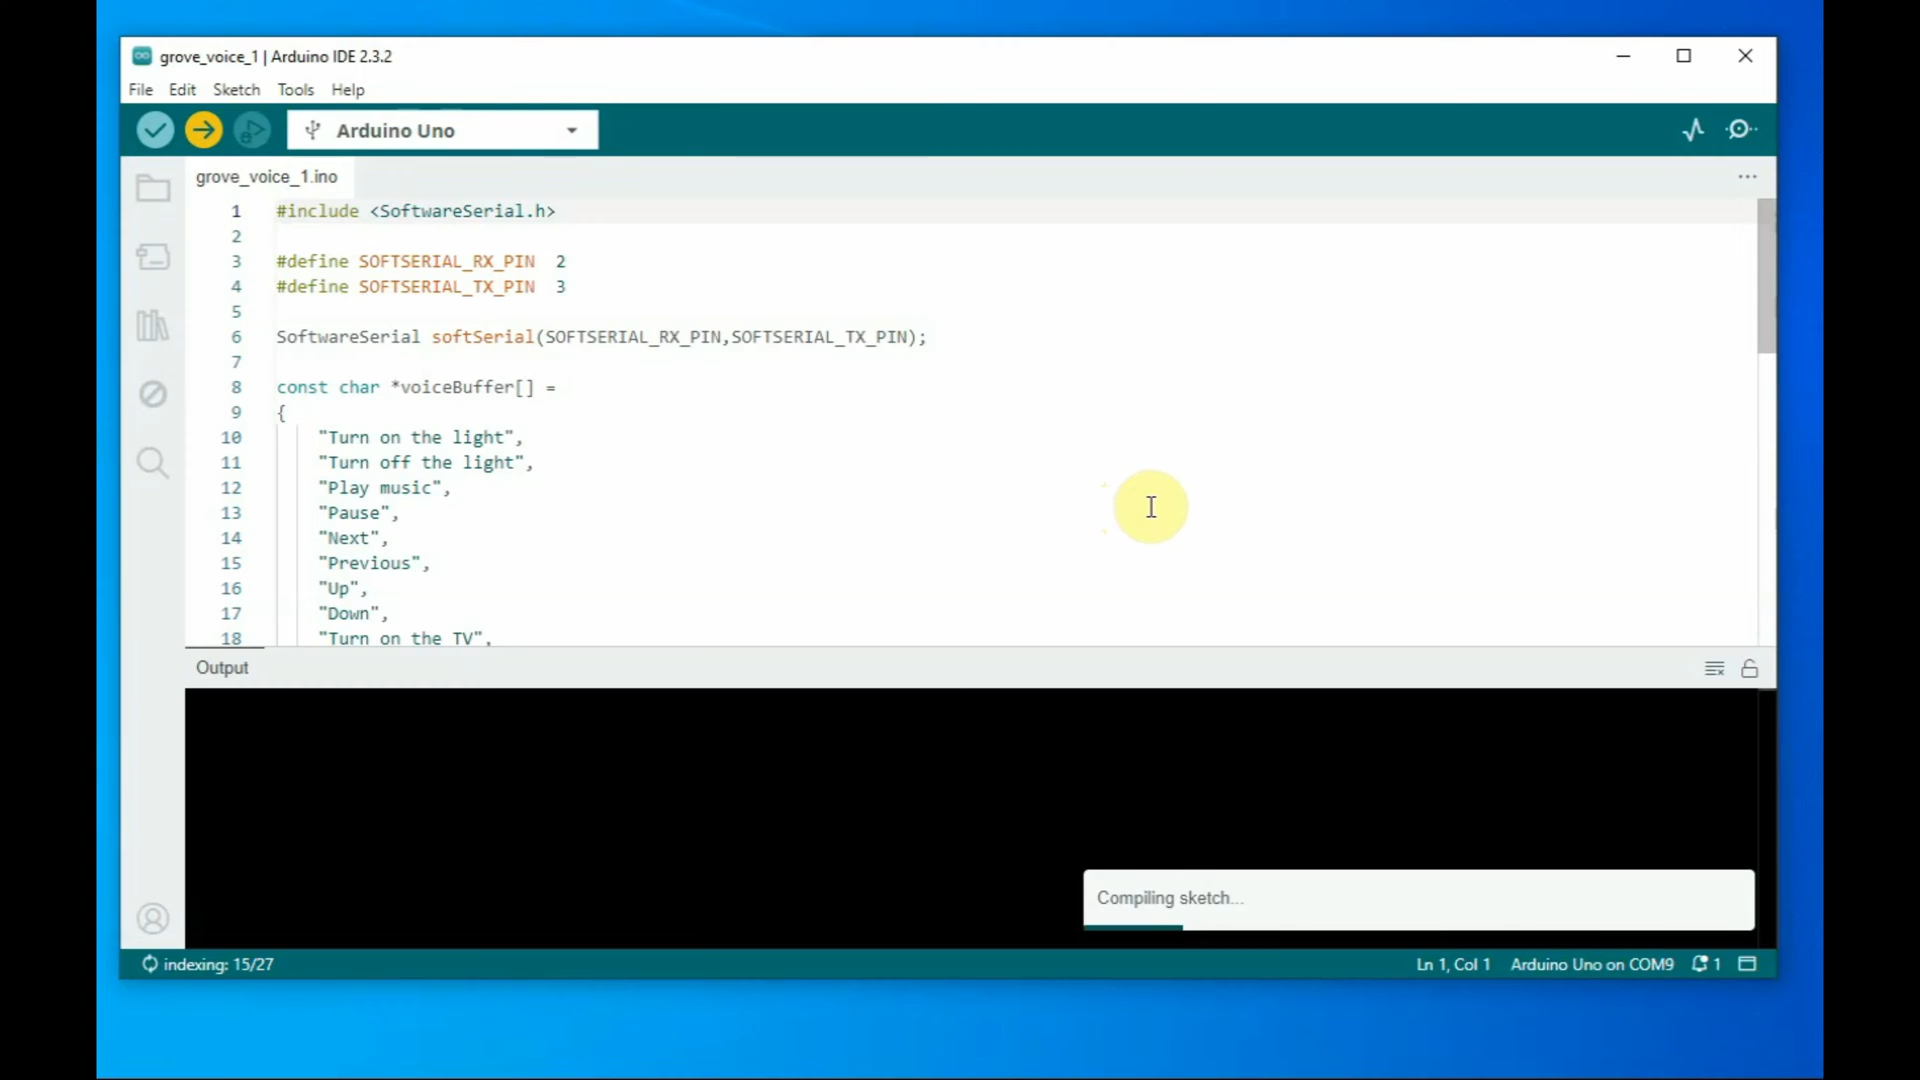 grove_voice_1 | Arduino IDE 2.3.2
File Edit Sketch Tools Help
Arduino Uno
grove_voice_1.ino
1 #include <SoftwareSerial.h>
2
3 #define SOFTSERIAL_RX_PIN 2
4 #define SOFTSERIAL_TX_PIN 3
5
6 SoftwareSerial softSerial(SOFTSERIAL_RX_PIN,SOFTSERIAL_TX_PIN);
7
8 const char *voiceBuffer[] =
9 {
10 "Turn on the light",
11 "Turn off the light",
12 "Play music",
13 "Pause",
14 "Next",
15 "Previous",
16 "Up",
17 "Down",
18 "Turn on the TV",
Output
Compiling sketch...
indexing: 15/27 Ln 1, Col 1 Arduino Uno on COM9 1